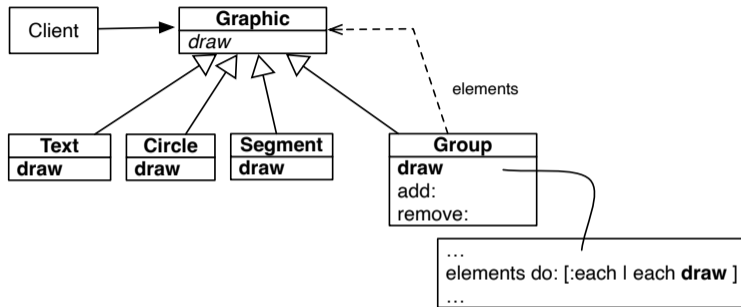 Client
Graphic
draw
elements
Text
draw
Circle
draw
Segment
draw
Group
draw
add:
remove:
...
elements do: [:each | each draw ]
...